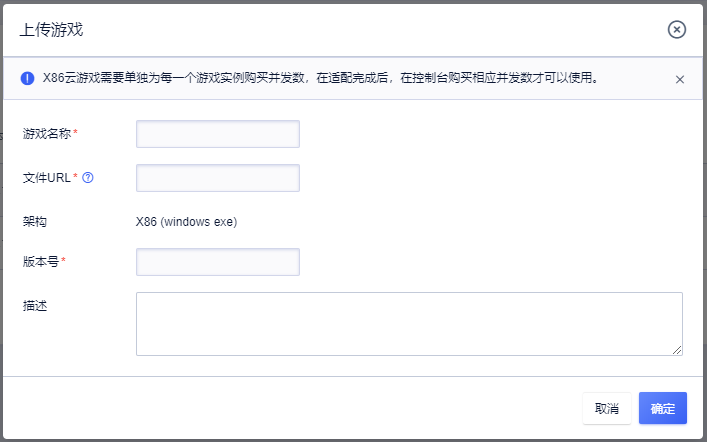 上传游戏
X86云游戏需要单独为每一个游戏实例购买并发数，在适配完成后，在控制台购买相应并发数才可以使用。
游戏名称*
文件URL*
架构 X86 (windows exe)
版本号*
描述
取消 确定